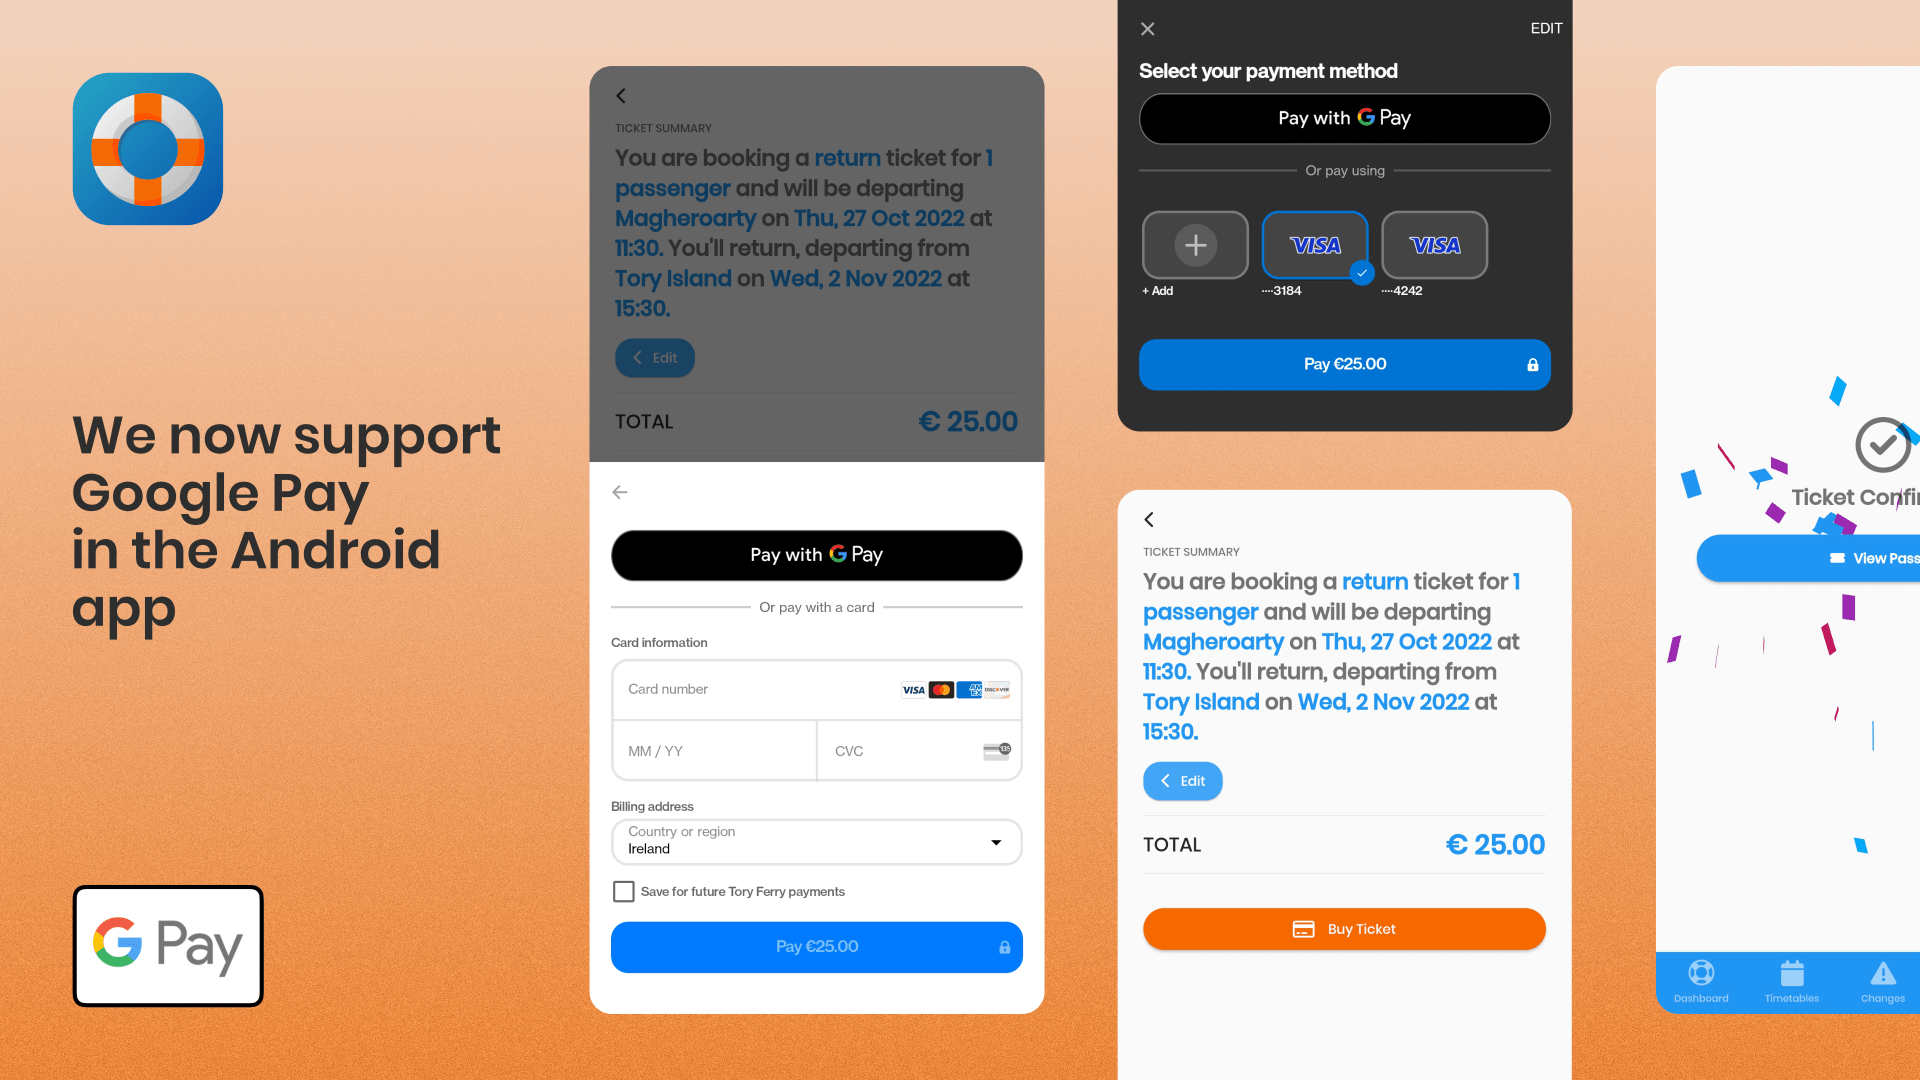 We now support
Google Pay
in the Android
app
G Pay
TICKET SUMMARY
You are booking a return ticket for 1
passenger and will be departing
Magheroarty on Thu, 27 Oct 2022 at
11:30. You'll return, departing from
Tory Island on Wed, 2 Nov 2022 at
15:30.
Edit
TOTAL
€ 25.00
Pay with G Pay
Or pay with a card
Card information
Card number
VISA
AM
EX
DISCOVER
MM / YY
CVC
135
Billing address
Country or region
Ireland
Save for future Tory Ferry payments
Pay €25.00
EDIT
Select your payment method
Pay with G Pay
Or pay using
VISA
VISA
+ Add
····3184
····4242
Pay €25.00
TICKET SUMMARY
You are booking a return ticket for 1
passenger and will be departing
Magheroarty on Thu, 27 Oct 2022 at
11:30. You'll return, departing from
Tory Island on Wed, 2 Nov 2022 at
15:30.
Edit
TOTAL
€ 25.00
Buy Ticket
Ticket Confi
View Pass
Dashboard
Timetables
Changes